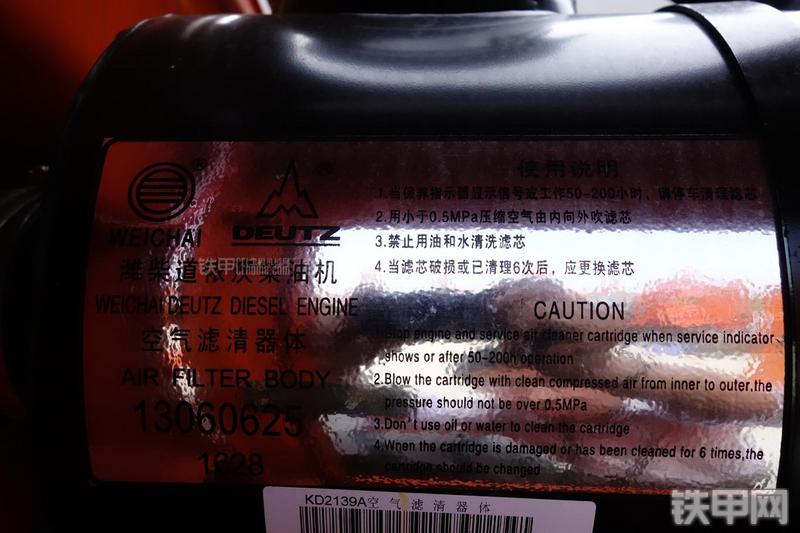 WEICHAI
DEUTZ
潍柴道依茨柴油机
WEICHAI DEUTZ DIESEL ENGINE
空气滤清器体
AIR FILTER BODY
13060625
1628
使用说明
1.当保养指示器显示信号或工作50-200小时，请停车清理滤芯
2.用小于0.5MPa压缩空气由内向外吹滤芯
3.禁止用油和水清洗滤芯
4.当滤芯破损或已清理6次后，应更换滤芯
CAUTION
1.Stop engine and service air cleaner cartridge when service indicator
shows or after 50-200h operation
2.Blow the cartridge with clean compressed air from inner to outer,the
pressure should not be over 0.5MPa
3.Don't use oil or water to clean the cartridge
4.Wnen the cartridge is damaged or has been cleaned for 6 times,the
cartridge should be changed
KD2139A空气滤清器体
铁甲网